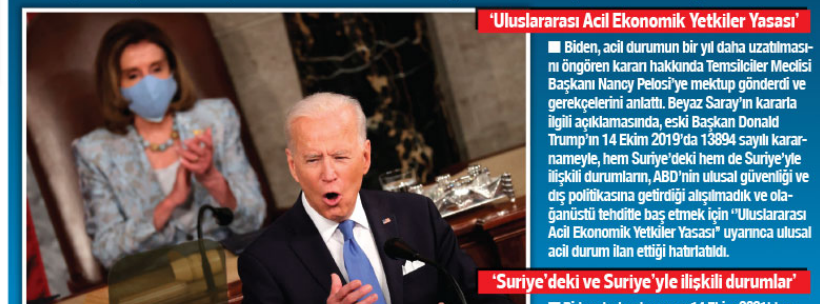 ‘Uluslararası Acil Ekonomik Yetkiler Yasası’
■ Biden, acil durumun bir yıl daha uzatılması-
nı öngören kararı hakkında Temsilciler Meclisi
Başkanı Nancy Pelosi’ye mektup gönderdi ve
gerekçelerini anlattı. Beyaz Saray’ın kararla
ilgili açıklamasında, eski Başkan Donald
Trump’ın 14 Ekim 2019’da 13894 sayılı karar-
nameyle, hem Suriye’deki hem de Suriye’yle
ilişkili durumların, ABD’nin ulusal güvenliği ve
dış politikasına getirdiği alışılmadık ve ola-
ğanüstü tehditle baş etmek için “Uluslararası
Acil Ekonomik Yetkiler Yasası” uyarınca ulusal
acil durum ilan ettiği hatırlatıldı.
‘Suriye’deki ve Suriye’yle ilişkili durumlar’